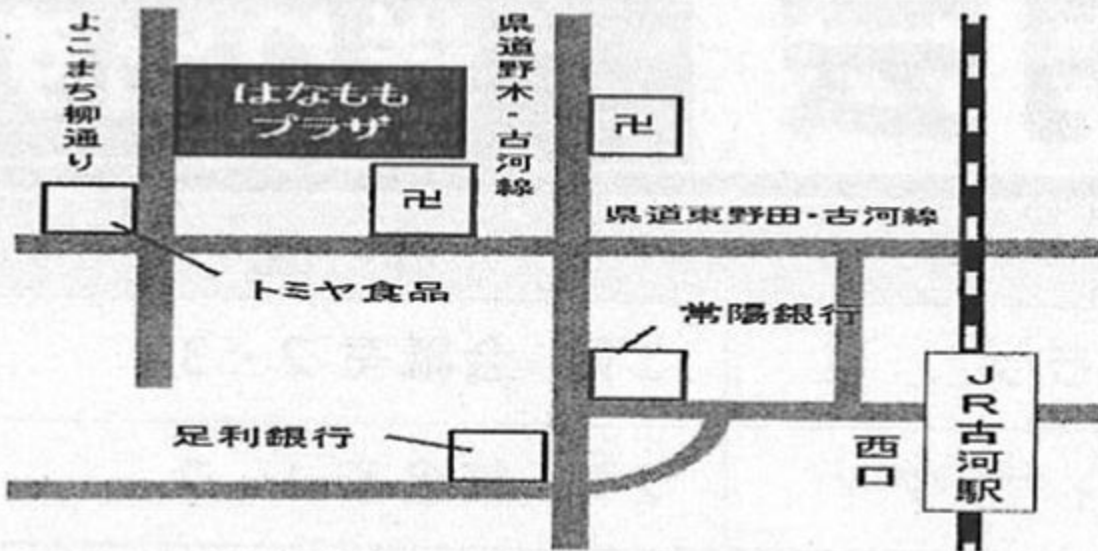 よこまち柳通り
はなもも
プラザ
県道野木・古河線
卍
卍
県道東野田・古河線
トミヤ食品
常陽銀行
足利銀行
西口
JR古河駅